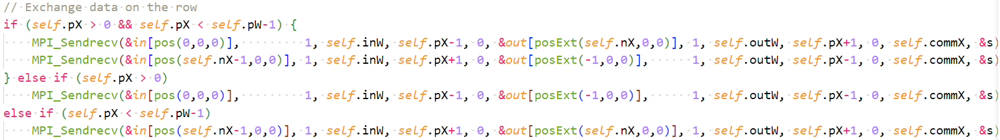 // Exchange data on the row
if (self.pX > 0 && self.pX < self.pW-1) {
    MPI_Sendrecv(&in[pos(0,0,0)],         1, self.inW, self.pX-1, 0, &out[posExt(self.nX,0,0)], 1, self.outW, self.pX+1, 0, self.commX, &s)
    MPI_Sendrecv(&in[pos(self.nX-1,0,0)], 1, self.inW, self.pX+1, 0, &out[posExt(-1,0,0)],      1, self.outW, self.pX-1, 0, self.commX, &s)
} else if (self.pX > 0)
    MPI_Sendrecv(&in[pos(0,0,0)],         1, self.inW, self.pX-1, 0, &out[posExt(-1,0,0)],      1, self.outW, self.pX-1, 0, self.commX, &s)
else if (self.pX < self.pW-1)
    MPI_Sendrecv(&in[pos(self.nX-1,0,0)], 1, self.inW, self.pX+1, 0, &out[posExt(self.nX,0,0)], 1, self.outW, self.pX+1, 0, self.commX, &s)